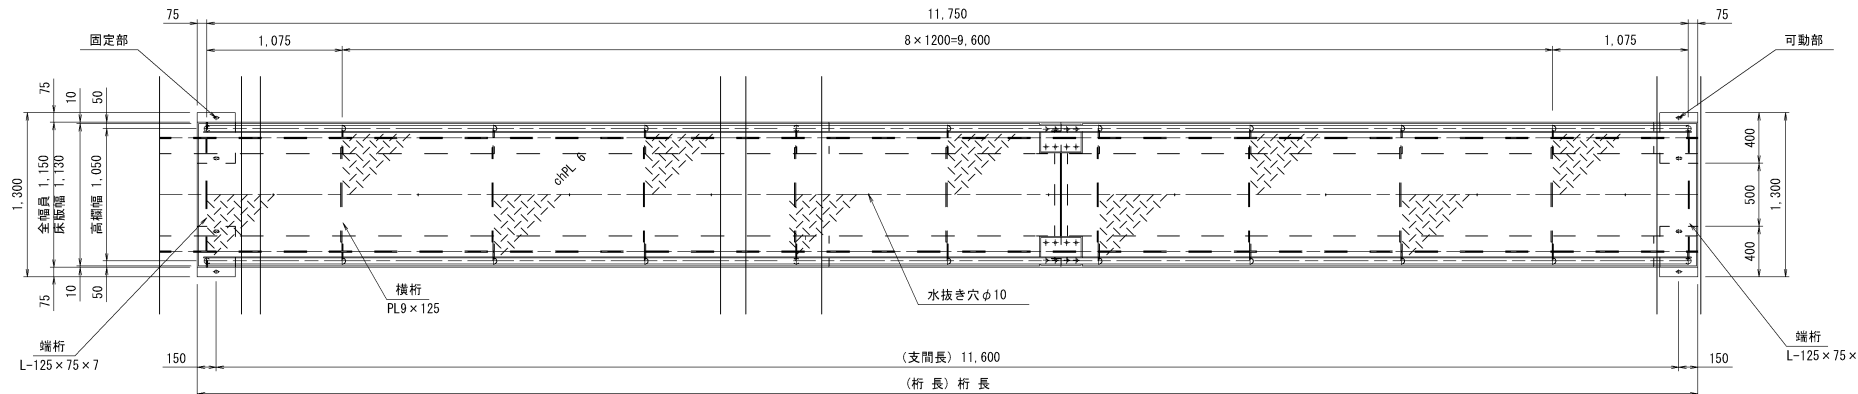 75
11,750
75
固定部
1,075
8×1200=9,600
1,075
可動部
75
10
50
1,300
全幅員 1,150
床版幅 1,130
高欄幅 1,050
chPL 6
400
500
400
1,300
75
10
50
横桁
PL9×125
水抜き穴φ10
端桁
L-125×75×7
端桁
L-125×75×
150
(支間長) 11,600
150
(桁 長) 桁 長